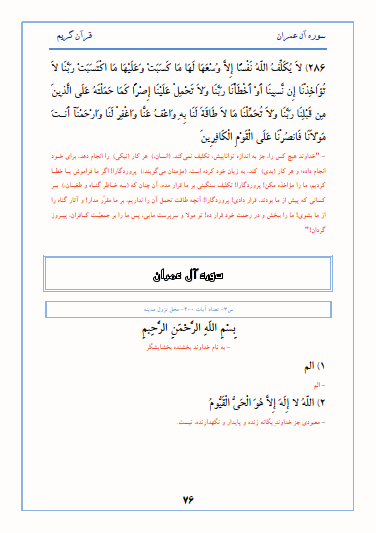 سوره آل عمران
قرآن کریم
۲۸۶) لاَ يُكَلِّفُ اللّهُ نَفْسًا إِلاَّ وُسْعَهَا لَهَا مَا كَسَبَتْ وَعَلَيْهَا مَا اكْتَسَبَتْ رَبَّنَا لاَ
تُؤَاخِذْنَا إِن نَّسِينَا أَوْ أَخْطَأْنَا رَبَّنَا وَلاَ تَحْمِلْ عَلَيْنَا إِصْرًا كَمَا حَمَلْتَهُ عَلَى الَّذِينَ
مِن قَبْلِنَا رَبَّنَا وَلاَ تُحَمِّلْنَا مَا لاَ طَاقَةَ لَنَا بِهِ وَاعْفُ عَنَّا وَاغْفِرْ لَنَا وَارْحَمْنَآ أَنتَ
مَوْلاَنَا فَانصُرْنَا عَلَى الْقَوْمِ الْكَافِرِينَ
- "خداوند هیچ کس را، جز به اندازه تواناییش، تکلیف نمی‌کند. (انسان،) هر کار (نیکی) را انجام دهد، برای خود
انجام داده؛ و هر کار (بدی) کند، به زیان خود کرده است. (مؤمنان می‌گویند:) پروردگارا! اگر ما فراموش یا خطا
کردیم، ما را مؤاخذه مکن! پروردگارا! تکلیف سنگینی بر ما قرار مده، آن چنان که (به خاطر گناه و طغیان،) بر
کسانی که پیش از ما بودند، قرار دادی! پروردگارا! آنچه طاقت تحمل آن را نداریم، بر ما مقرّر مدار! و آثار گناه را
از ما بشوی! ما را ببخش و در رحمت خود قرار ده! تو مولا و سرپرست مایی، پس ما را بر جمعیّت کافران، پیروز
گردان!"
سوره آل عمران
س۳- تعداد آیات ۲۰۰- محل نزول مدینه
بِسْمِ اللّهِ الرَّحْمَنِ الرَّحِيمِ
- به نام خداوند بخشنده بخشایشگر
۱) الم
- الم
۲) اللّهُ لا إِلَهَ إِلاَّ هُوَ الْحَيُّ الْقَيُّومُ
- معبودی جز خداوند یگانه زنده و پایدار و نگهدارنده، نیست.
۷۶